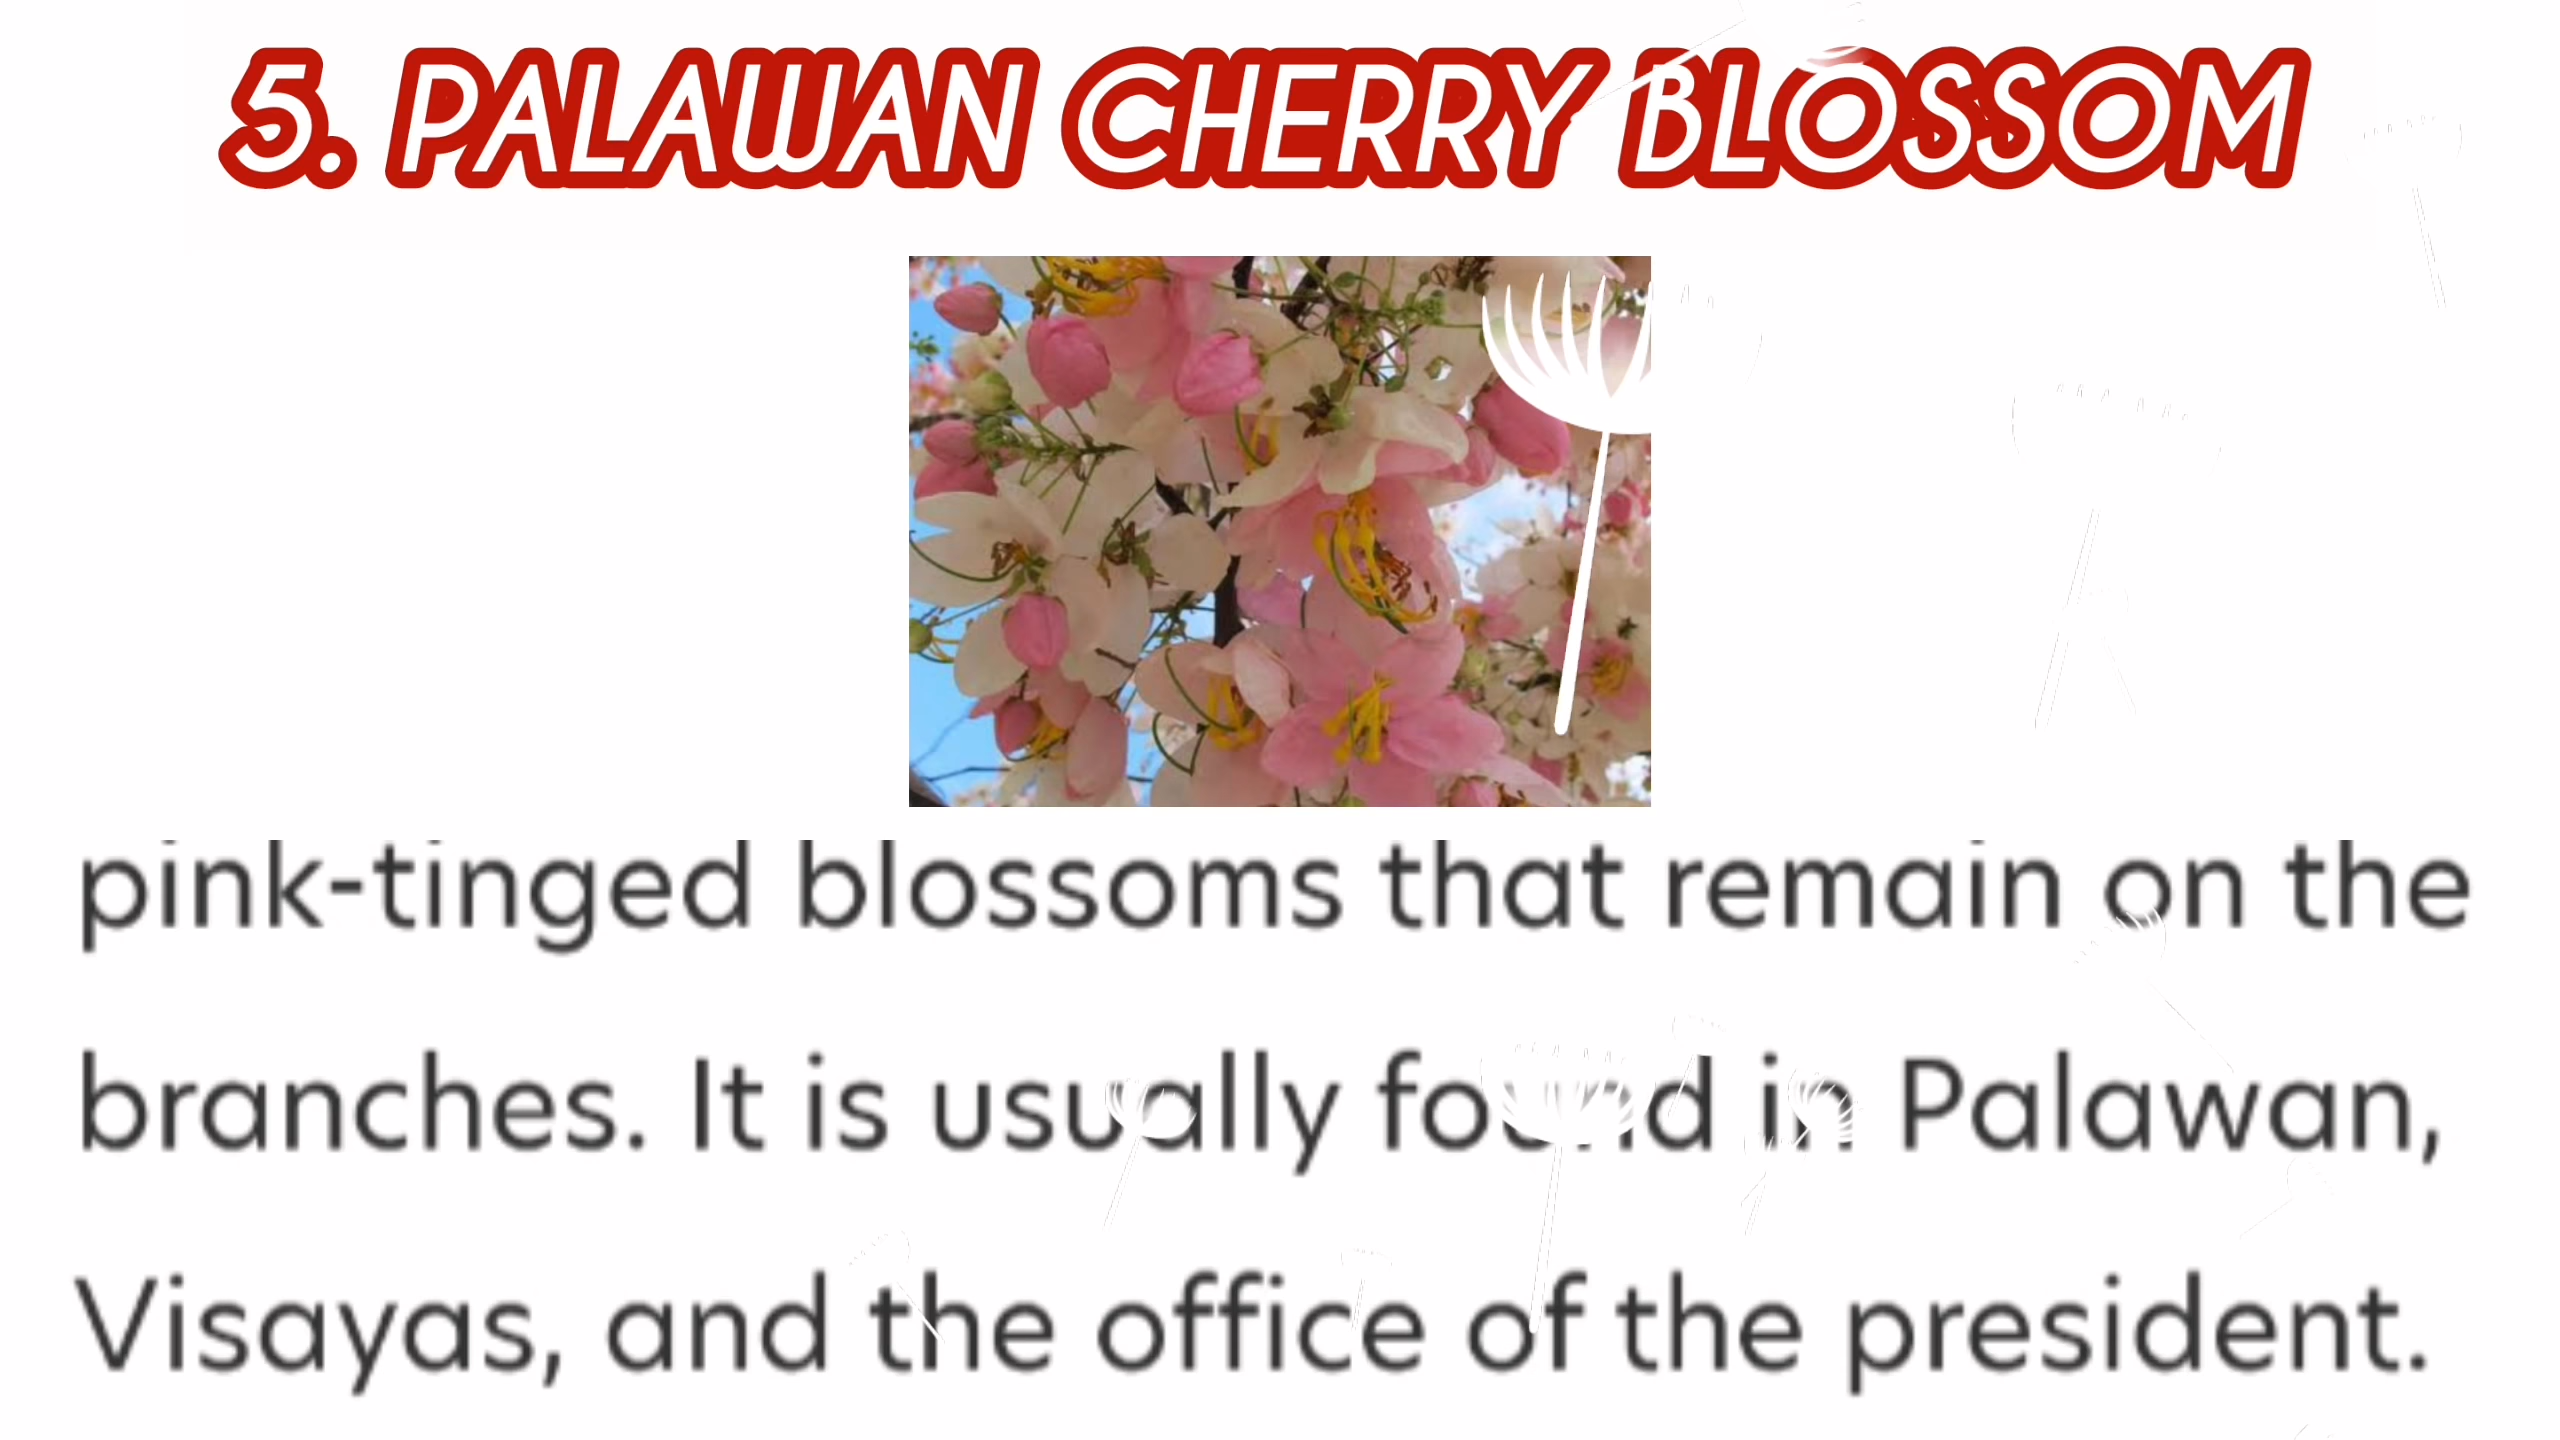 5. PALAWAN CHERRY BLOSSOM
pink-tinged blossoms that remain on the
branches. It is usually found in Palawan,
Visayas, and the office of the president.